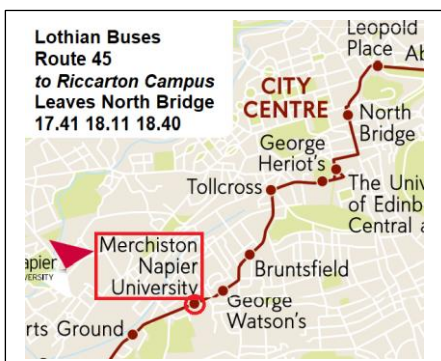 Lothian Buses
Route 45
to Riccarton Campus
Leaves North Bridge
17.41 18.11 18.40
Leopold
Place
CITY
CENTRE
North
Bridge
George
Heriot's
Tollcross
The Univ
of Edinb
Central a
Merchiston
Napier
University
apier
VERSITY
Bruntsfield
George
Watson's
rts Ground